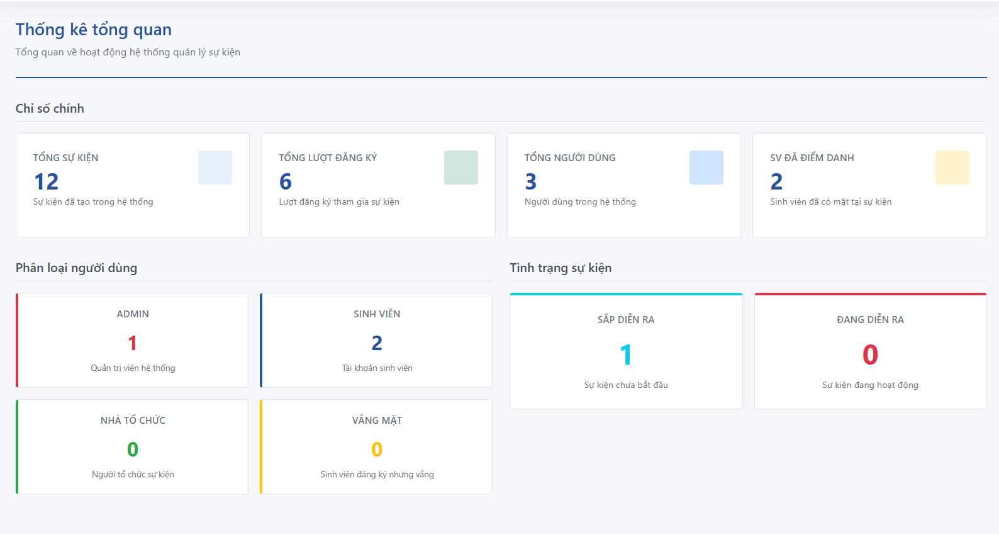 Thống kê tổng quan
Tổng quan về hoạt động hệ thống quản lý sự kiện
Chỉ số chính
TỔNG SỰ KIỆN
12
Sự kiện đã tạo trong hệ thống
TỔNG LƯỢT ĐĂNG KÝ
6
Lượt đăng ký tham gia sự kiện
TỔNG NGƯỜI DÙNG
3
Người dùng trong hệ thống
SV ĐÃ ĐIỂM DANH
2
Sinh viên đã có mặt tại sự kiện
Phân loại người dùng
ADMIN
1
Quản trị viên hệ thống
SINH VIÊN
2
Tài khoản sinh viên
NHÀ TỔ CHỨC
0
Người tổ chức sự kiện
VẮNG MẶT
0
Sinh viên đăng ký nhưng vắng
Tình trạng sự kiện
SẮP DIỄN RA
1
Sự kiện chưa bắt đầu
ĐANG DIỄN RA
0
Sự kiện đang hoạt động